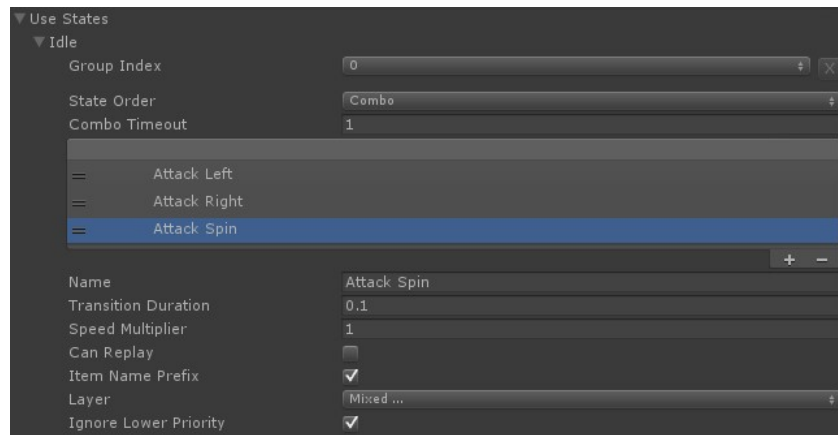 Use States
Idle
Group Index 0 X
State Order Combo
Combo Timeout 1
Attack Left
Attack Right
Attack Spin
+ −
Name Attack Spin
Transition Duration 0.1
Speed Multiplier 1
Can Replay
Item Name Prefix
Layer Mixed ...
Ignore Lower Priority